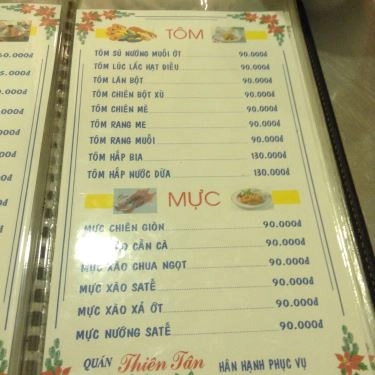 TÔM
TÔM SÚ NƯỚNG MUỐI ỚT 90.000đ
TÔM LÚC LẮC HẠT ĐIỀU 90.000đ
TÔM LĂN BỘT 90.000đ
TÔM CHIÊN BỘT XÙ 90.000đ
TÔM CHIÊN MÈ 90.000đ
TÔM RANG ME 90.000đ
TÔM RANG MUỐI 90.000đ
TÔM HẤP BIA 130.000đ
TÔM HẤP NƯỚC DỪA 130.000đ
MỰC
MỰC CHIÊN GIÒN 90.000đ
CẦN CÀ 90.000đ
MỰC XÀO CHUA NGỌT 90.000đ
MỰC XÀO SATẾ 90.000đ
MỰC XÀO XẢ ỚT 90.000đ
MỰC NƯỚNG SATẾ 90.000đ
QUÁN Thiên Tân HÂN HẠNH PHỤC VỤ